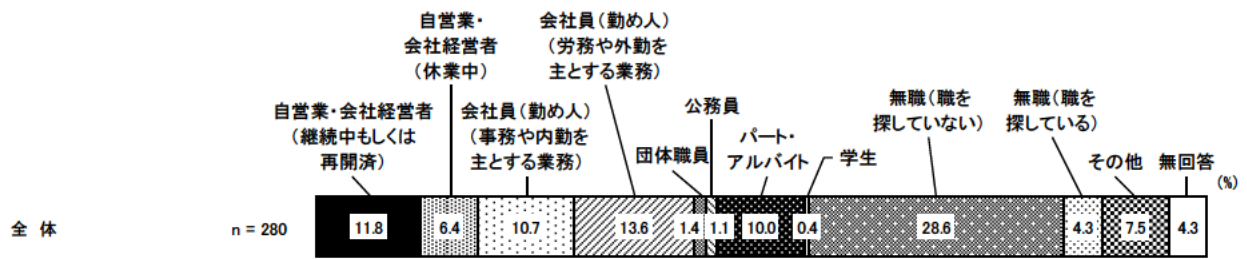 自営業・会社経営者
（継続中もしくは
再開済）
自営業・
会社経営者
（休業中）
会社員（勤め人）
（事務や内勤を
主とする業務）
会社員（勤め人）
（労務や外勤を
主とする業務）
団体職員
公務員
パート・
アルバイト
学生
無職（職を
探していない）
無職（職を
探している）
その他
無回答
(%)
全 体
n = 280
11.8
6.4
10.7
13.6
1.4
1.1
10.0
0.4
28.6
4.3
7.5
4.3